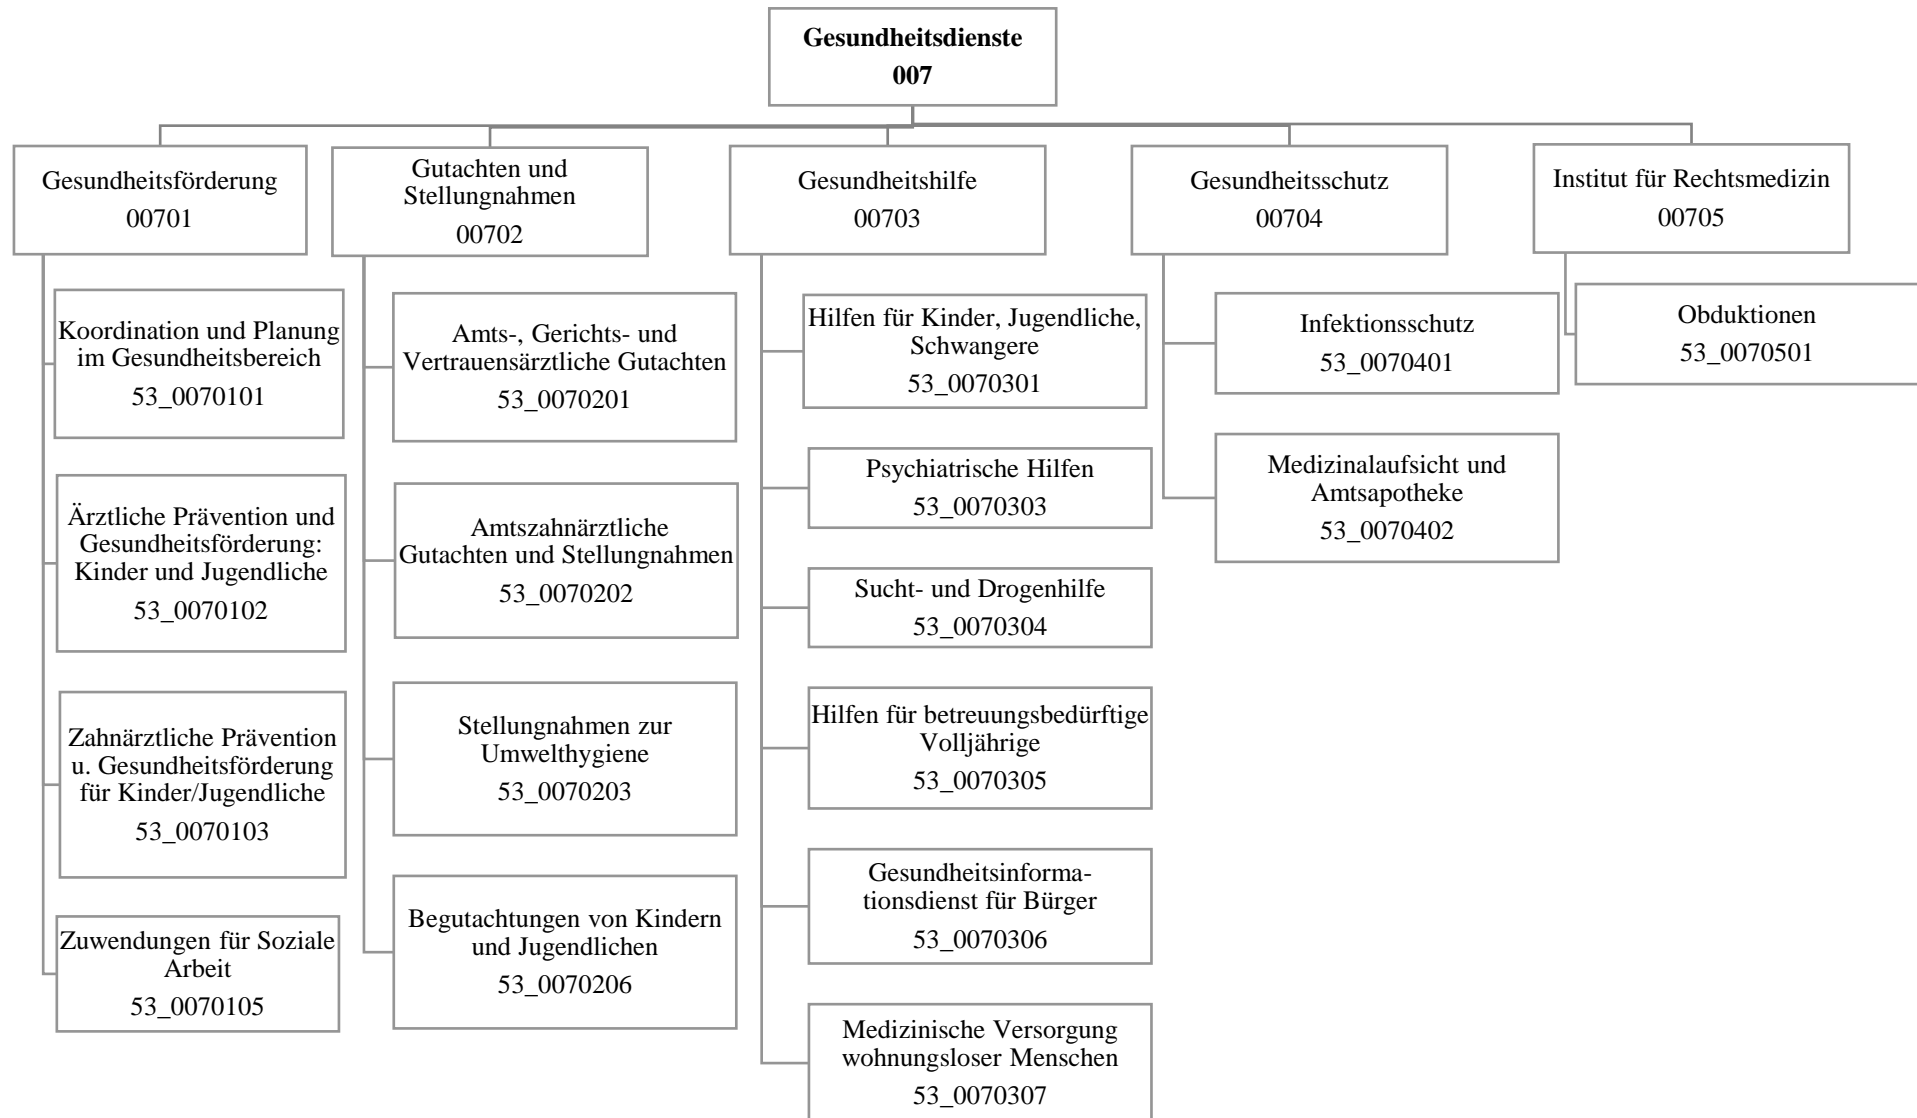 Gesundheitsdienste
007
Gesundheitsförderung
00701
Koordination und Planung
im Gesundheitsbereich
53_0070101
Ärztliche Prävention und
Gesundheitsförderung:
Kinder und Jugendliche
53_0070102
Zahnärztliche Prävention
u. Gesundheitsförderung
für Kinder/Jugendliche
53_0070103
Zuwendungen für Soziale
Arbeit
53_0070105
Gutachten und
Stellungnahmen
00702
Amts-, Gerichts- und
Vertrauensärztliche Gutachten
53_0070201
Amtszahnärztliche
Gutachten und Stellungnahmen
53_0070202
Stellungnahmen zur
Umwelthygiene
53_0070203
Begutachtungen von Kindern
und Jugendlichen
53_0070206
Gesundheitshilfe
00703
Hilfen für Kinder, Jugendliche,
Schwangere
53_0070301
Psychiatrische Hilfen
53_0070303
Sucht- und Drogenhilfe
53_0070304
Hilfen für betreuungsbedürftige
Volljährige
53_0070305
Gesundheitsinforma-
tionsdienst für Bürger
53_0070306
Medizinische Versorgung
wohnungsloser Menschen
53_0070307
Gesundheitsschutz
00704
Infektionsschutz
53_0070401
Medizinalaufsicht und
Amtsapotheke
53_0070402
Institut für Rechtsmedizin
00705
Obduktionen
53_0070501